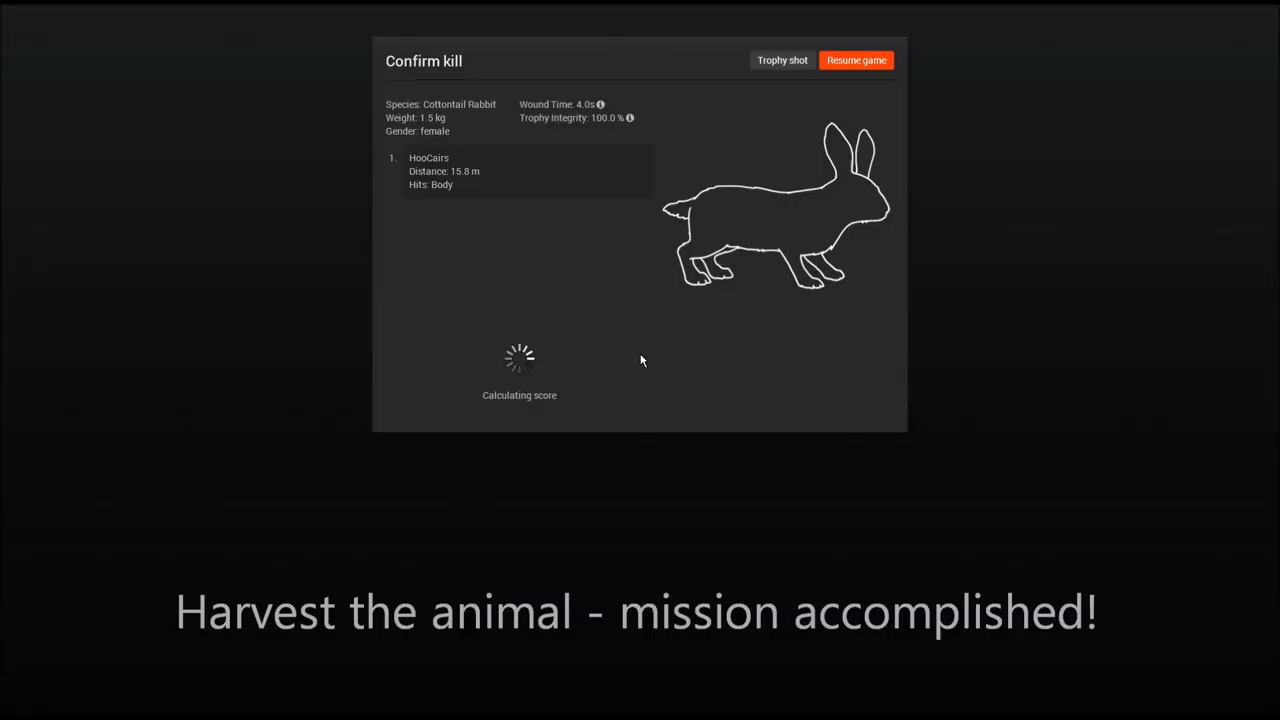 Confirm kill
Trophy shot
Resume game
Species: Cottontail Rabbit
Weight: 1.5 kg
Gender: female
Wound Time: 4.0s
Trophy Integrity: 100.0 %
1.
HooCairs
Distance: 15.8 m
Hits: Body
Calculating score
Harvest the animal - mission accomplished!